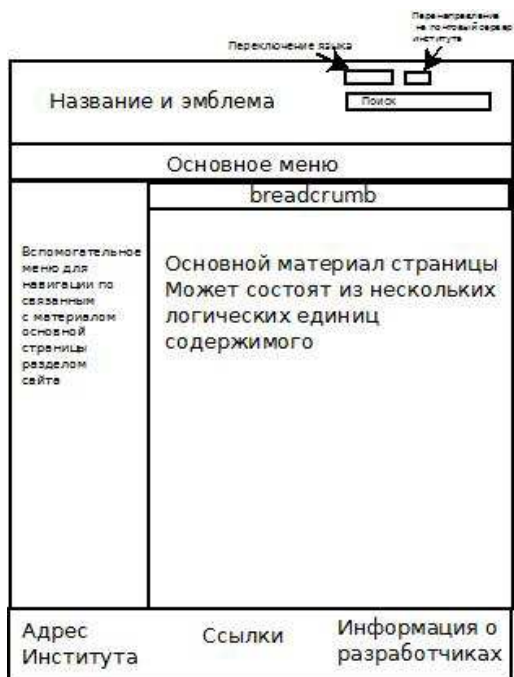 Перенаправление
на почтовый сервер
института
Переключение языка
Название и эмблема
Поиск
Основное меню
breadcrumb
Вспомогательное
меню для
навигации по
связанным
с материалом
основной
страницы
разделом
сайта
Основной материал страницы
Может состоят из нескольких
логических единиц
содержимого
Адрес
Института
Ссылки
Информация о
разработчиках